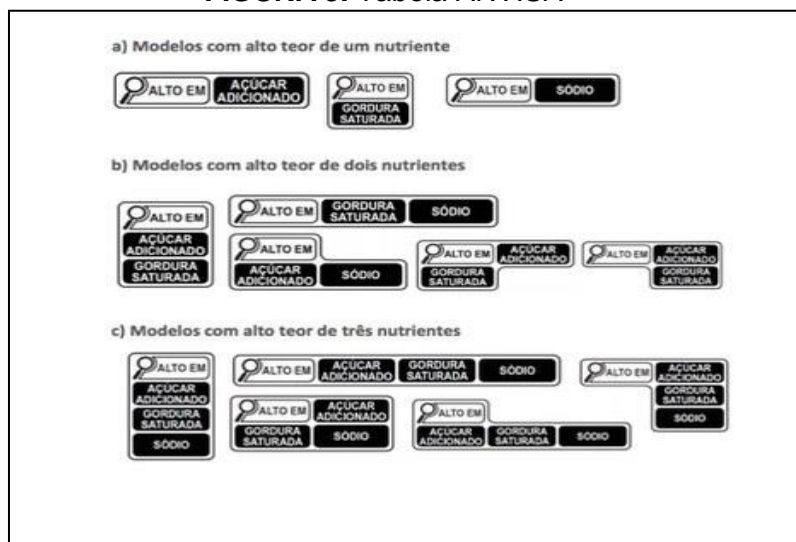 a) Modelos com alto teor de um nutriente
ALTO EM
AÇÚCAR
ADICIONADO
ALTO EM
GORDURA
SATURADA
ALTO EM
SÓDIO
b) Modelos com alto teor de dois nutrientes
ALTO EM
AÇÚCAR
ADICIONADO
GORDURA
SATURADA
ALTO EM
GORDURA
SATURADA
SÓDIO
ALTO EM
AÇÚCAR
ADICIONADO
SÓDIO
ALTO EM
AÇÚCAR
ADICIONADO
GORDURA
SATURADA
ALTO EM
AÇÚCAR
ADICIONADO
GORDURA
SATURADA
c) Modelos com alto teor de três nutrientes
ALTO EM
AÇÚCAR
ADICIONADO
GORDURA
SATURADA
SÓDIO
ALTO EM
AÇÚCAR
ADICIONADO
GORDURA
SATURADA
SÓDIO
ALTO EM
AÇÚCAR
ADICIONADO
GORDURA
SATURADA
SÓDIO
ALTO EM
AÇÚCAR
ADICIONADO
GORDURA
SATURADA
SÓDIO
ALTO EM
AÇÚCAR
ADICIONADO
GORDURA
SATURADA
SÓDIO